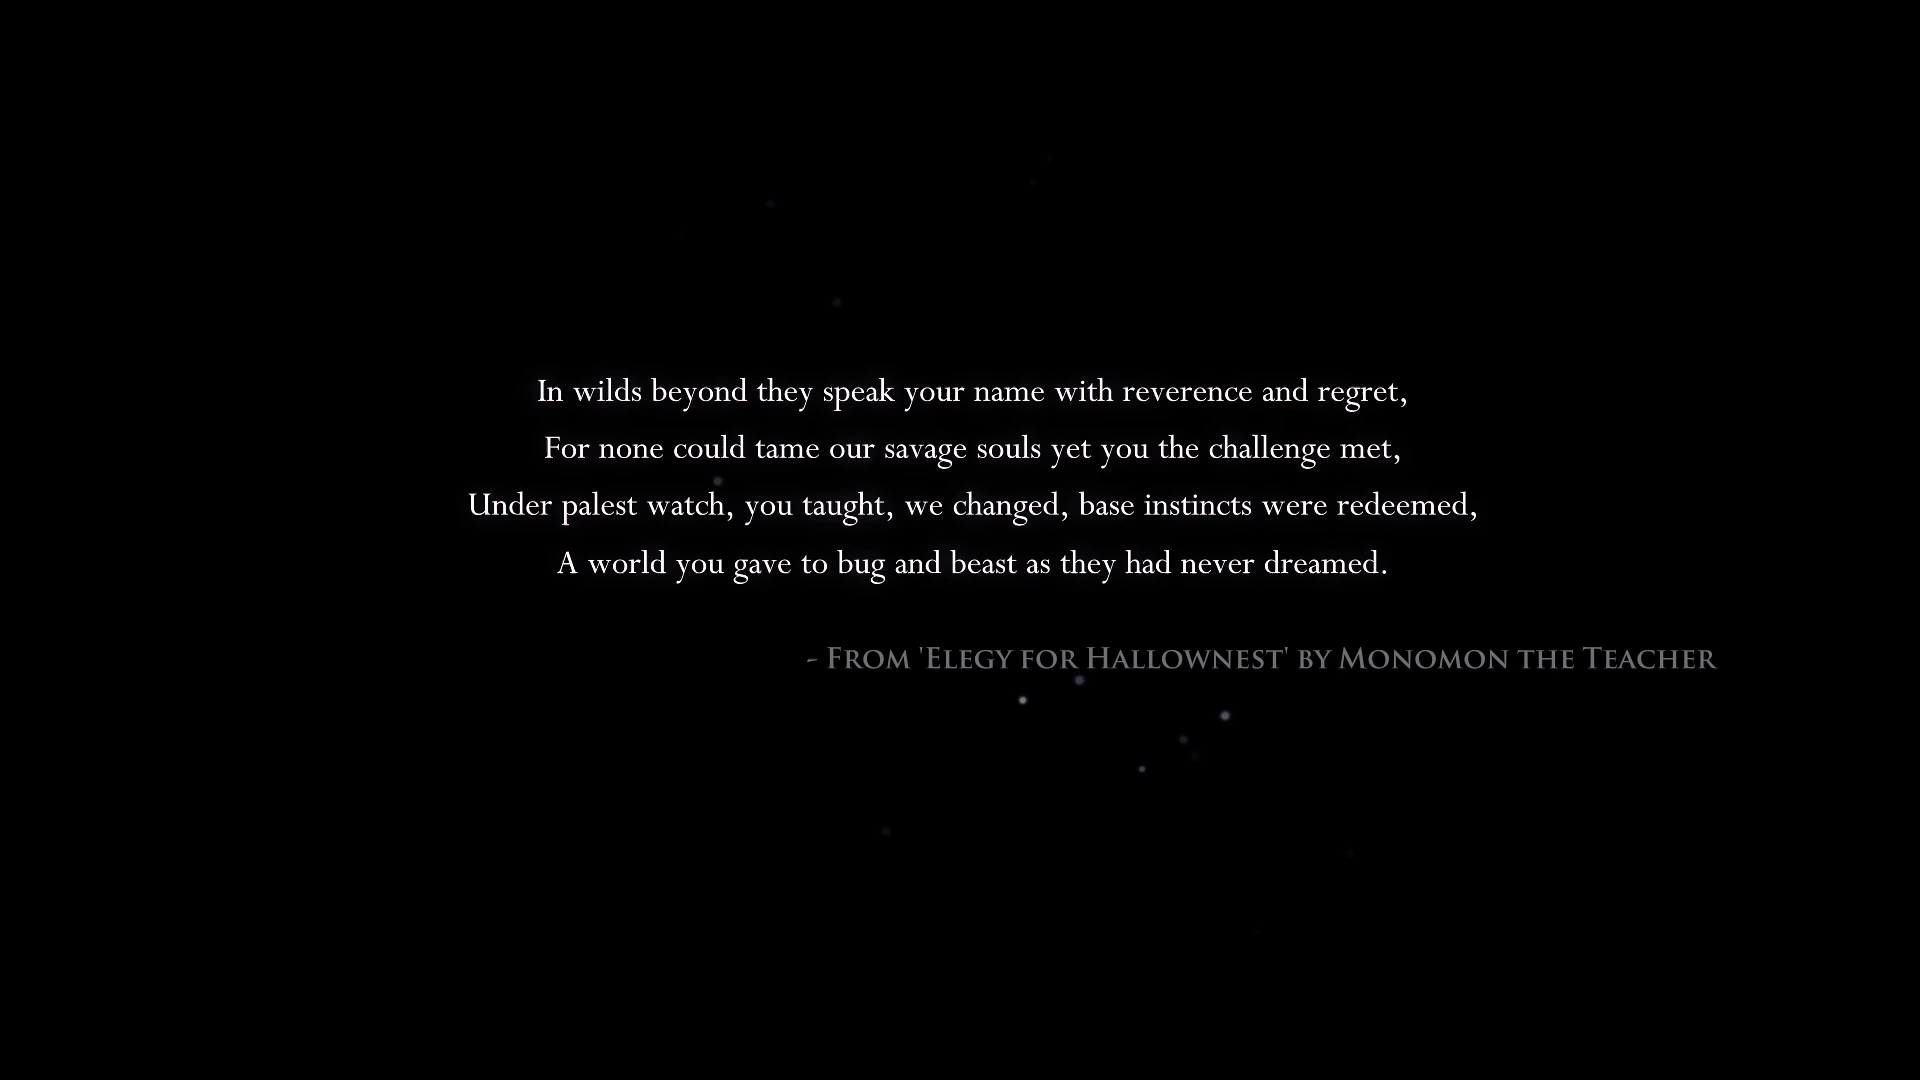 In wilds beyond they speak your name with reverence and regret,
For none could tame our savage souls yet you the challenge met,
Under palest watch, you taught, we changed, base instincts were redeemed,
A world you gave to bug and beast as they had never dreamed.
- From 'Elegy for Hallownest' by Monomon the Teacher